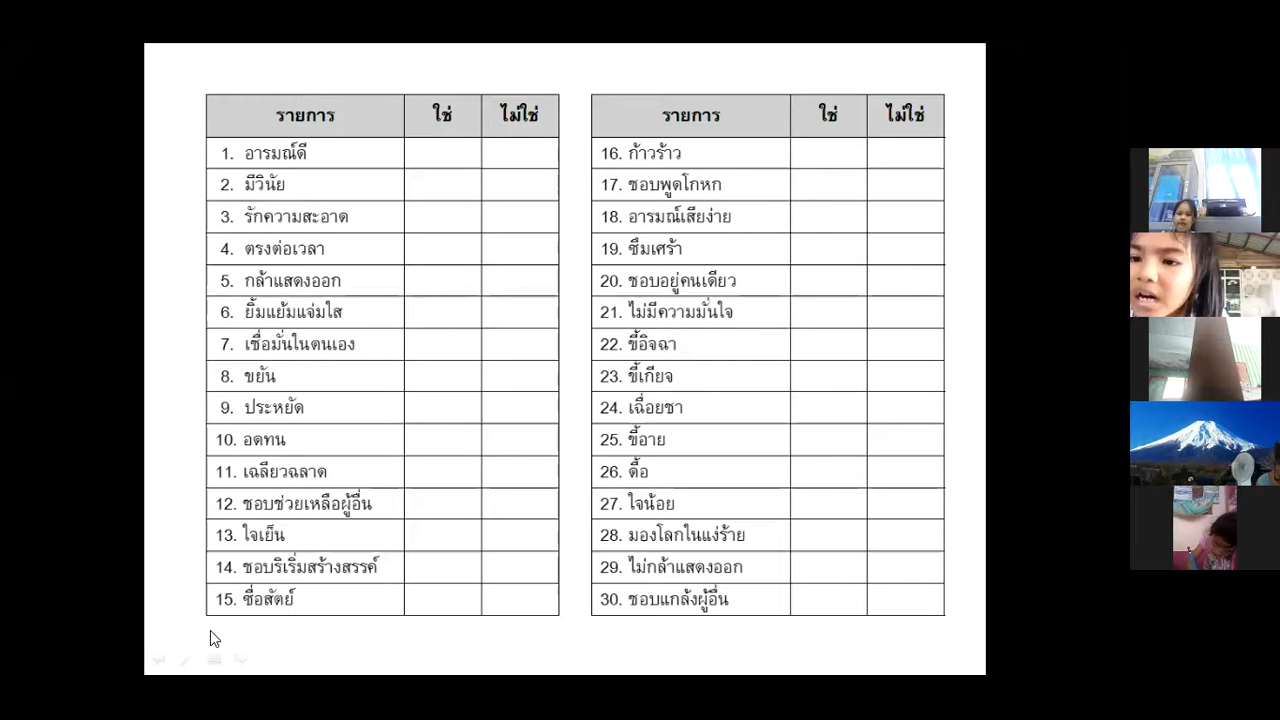 รายการ ใช่ ไม่ใช่
1. อารมณ์ดี
2. มีวินัย
3. รักความสะอาด
4. ตรงต่อเวลา
5. กล้าแสดงออก
6. ยิ้มแย้มแจ่มใส
7. เชื่อมั่นในตนเอง
8. ขยัน
9. ประหยัด
10. อดทน
11. เฉลียวฉลาด
12. ชอบช่วยเหลือผู้อื่น
13. ใจเย็น
14. ชอบริเริ่มสร้างสรรค์
15. ซื่อสัตย์
รายการ ใช่ ไม่ใช่
16. ก้าวร้าว
17. ชอบพูดโกหก
18. อารมณ์เสียง่าย
19. ซึมเศร้า
20. ชอบอยู่คนเดียว
21. ไม่มีความมั่นใจ
22. ขี้อิจฉา
23. ขี้เกียจ
24. เฉื่อยชา
25. ขี้อาย
26. ดื้อ
27. ใจน้อย
28. มองโลกในแง่ร้าย
29. ไม่กล้าแสดงออก
30. ชอบแกล้งผู้อื่น